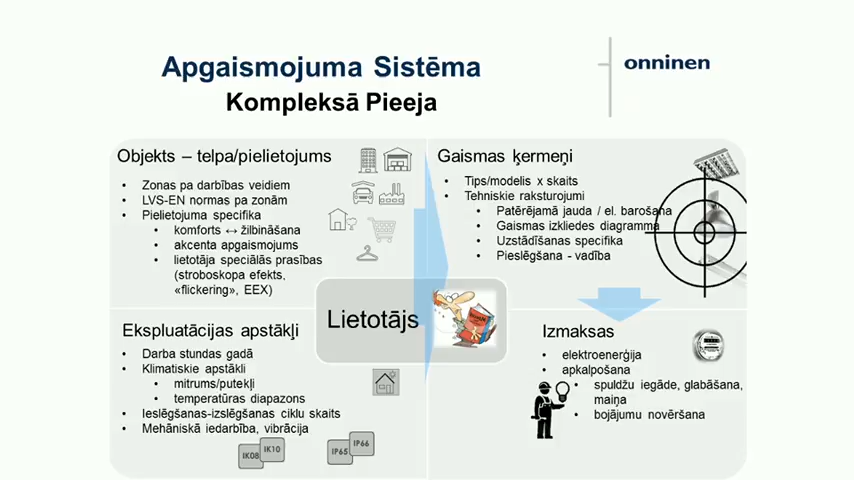 Apgaismojuma Sistēma
Kompleksā Pieeja
onninen
Objekts – telpa/pielietojums
• Zonas pa darbības veidiem
• LVS-EN normas pa zonām
• Pielietojuma specifika
• komforts ↔ žilbināšana
• akcenta apgaismojums
• lietotāja speciālās prasības
(stroboskopa efekts,
«flickering», EEX)
Gaismas ķermeņi
• Tips/modelis x skaits
• Tehniskie raksturojumi
• Patērējamā jauda / el. barošana
• Gaismas izkliedes diagramma
• Uzstādīšanas specifika
• Pieslēgšana - vadība
Lietotājs
Ekspluatācijas apstākļi
• Darba stundas gadā
• Klimatiskie apstākļi
• mitrums/putekļi
• temperatūras diapazons
• Ieslēgšanas-izslēgšanas ciklu skaits
• Mehāniskā iedarbība, vibrācija
IK08
IK10
IP65
IP66
Izmaksas
• elektroenerģija
• apkalpošana
• spuldžu iegāde, glabāšana,
maiņa
• bojājumu novēršana